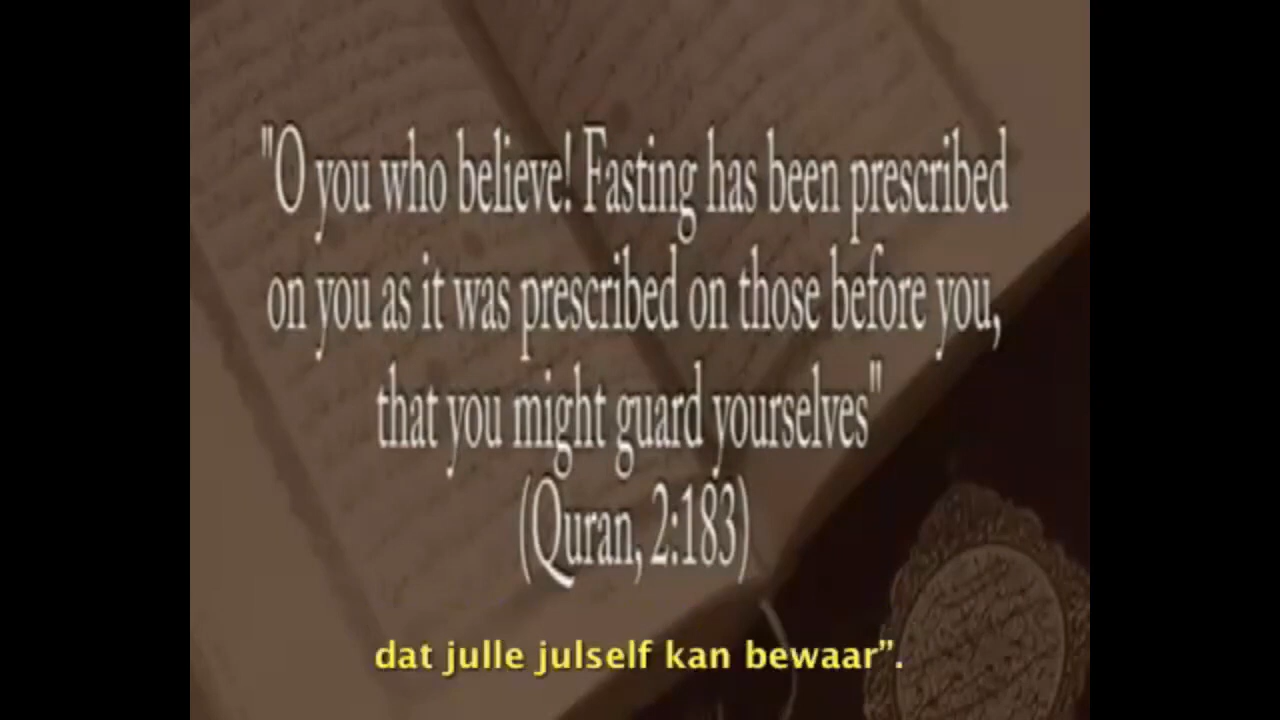 "O you who believe! Fasting has been prescribed
on you as it was prescribed on those before you,
that you might guard yourselves"
(Quran, 2:183)
dat julle julself kan bewaar”.